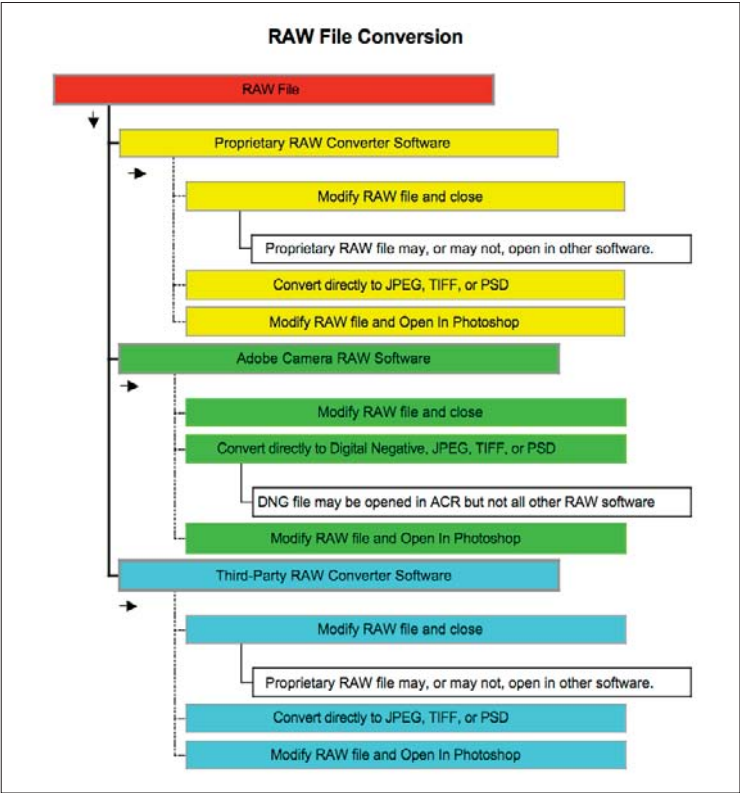 RAW File Conversion
RAW File
Proprietary RAW Converter Software
Modify RAW file and close
Proprietary RAW file may, or may not, open in other software.
Convert directly to JPEG, TIFF, or PSD
Modify RAW file and Open In Photoshop
Adobe Camera RAW Software
Modify RAW file and close
Convert directly to Digital Negative, JPEG, TIFF, or PSD
DNG file may be opened in ACR but not all other RAW software
Modify RAW file and Open In Photoshop
Third-Party RAW Converter Software
Modify RAW file and close
Proprietary RAW file may, or may not, open in other software.
Convert directly to JPEG, TIFF, or PSD
Modify RAW file and Open In Photoshop